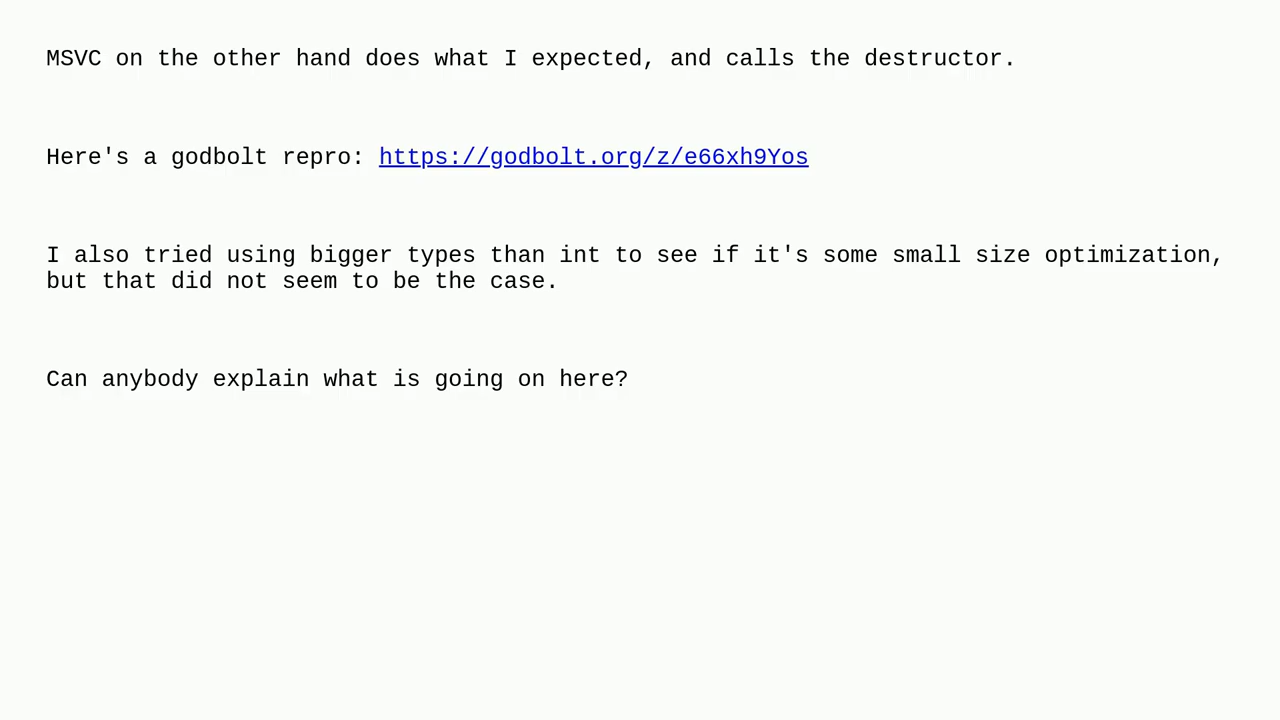 MSVC on the other hand does what I expected, and calls the destructor.
Here's a godbolt repro: https://godbolt.org/z/e66xh9Yos
I also tried using bigger types than int to see if it's some small size optimization,
but that did not seem to be the case.
Can anybody explain what is going on here?